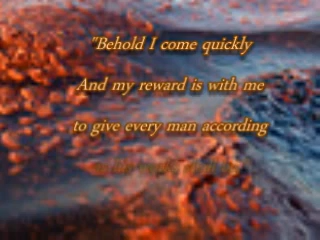 "Behold I come quickly
And my reward is with me
to give every man according